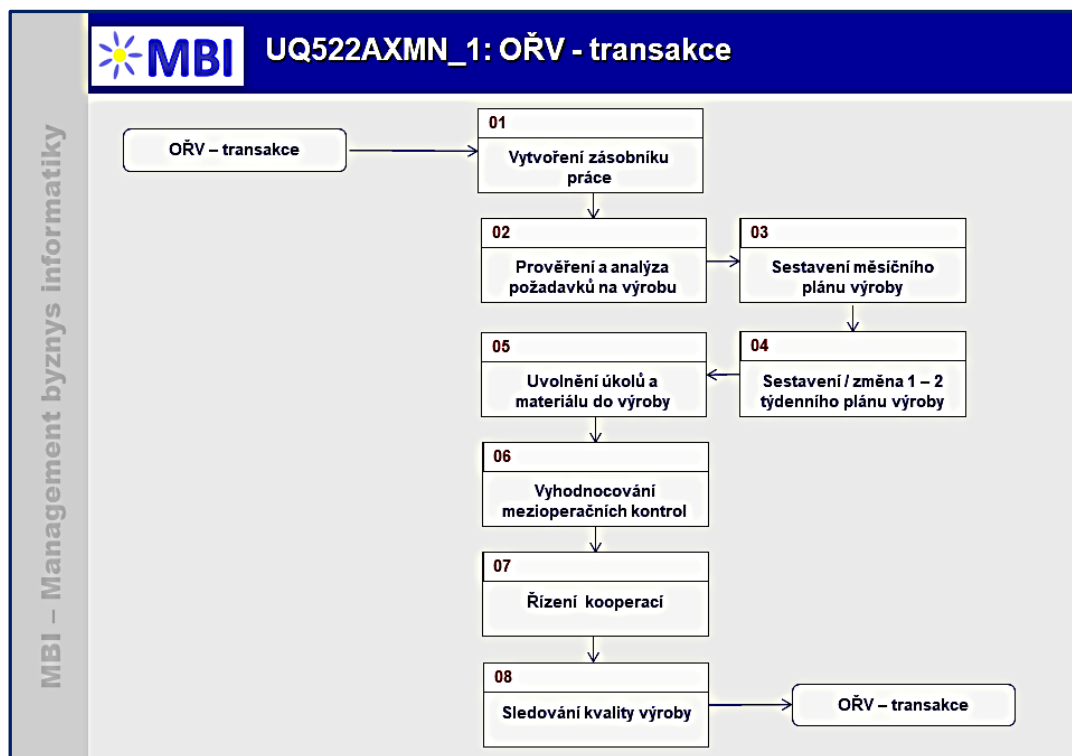 MBI
UQ522AXMN_1: OŘV - transakce
MBI – Management byznys informatiky
OŘV – transakce
01
Vytvoření zásobníku
práce
02
Prověření a analýza
požadavků na výrobu
03
Sestavení měsíčního
plánu výroby
04
Sestavení / změna 1 – 2
týdenního plánu výroby
05
Uvolnění úkolů a
materiálu do výroby
06
Vyhodnocování
mezioperačních kontrol
07
Řízení kooperací
08
Sledování kvality výroby
OŘV – transakce